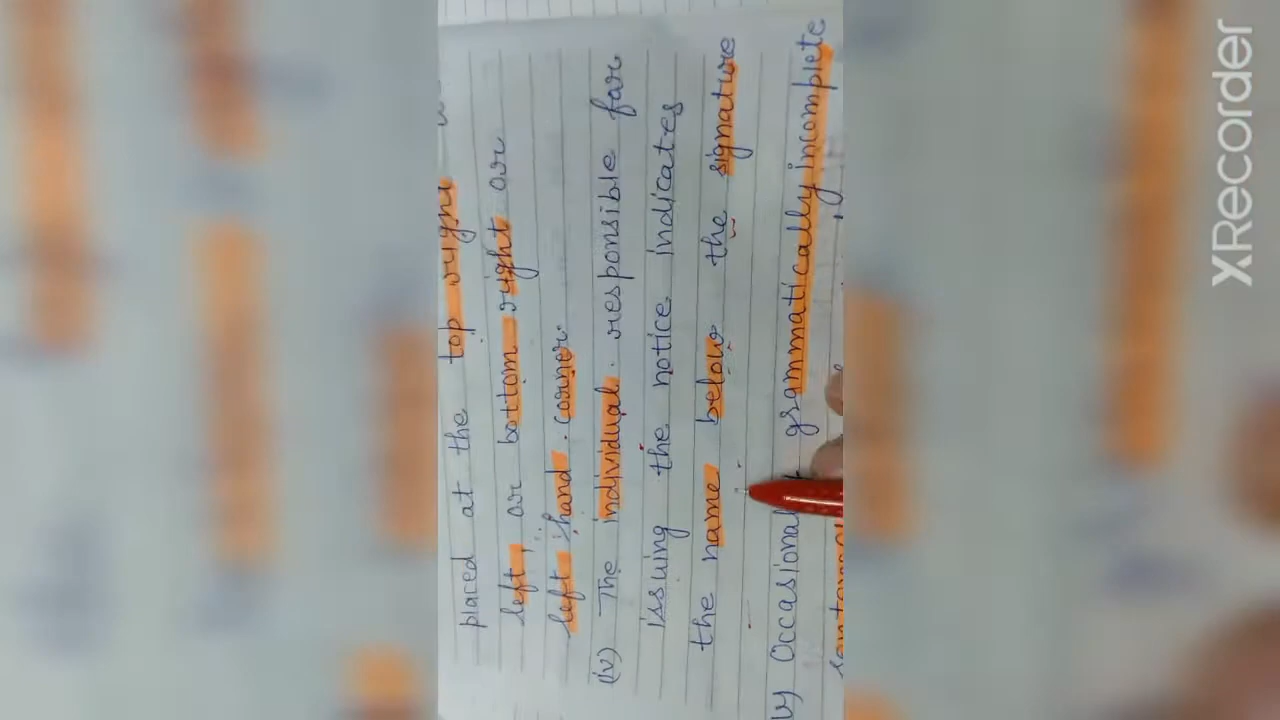 placed at the top right
left, or bottom right or
left hand corner.
(iv) The individual responsible for
issuing the notice indicates
the name below the signature
v) Occasionally grammatically incomplete
XRecorder